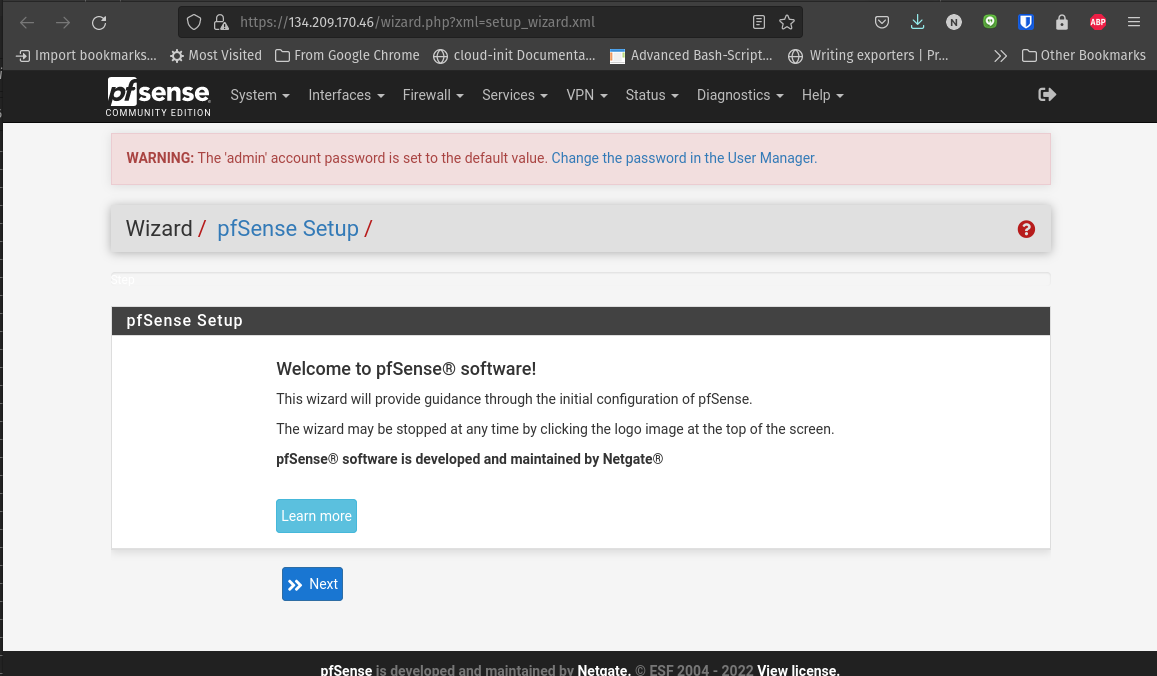 https://134.209.170.46/wizard.php?xml=setup_wizard.xml
N
ABP
Import bookmarks... Most Visited From Google Chrome cloud-init Documenta... Advanced Bash-Script... Writing exporters | Pr... Other Bookmarks
pfsense
COMMUNITY EDITION
System Interfaces Firewall Services VPN Status Diagnostics Help
WARNING: The 'admin' account password is set to the default value. Change the password in the User Manager.
Wizard / pfSense Setup /
?
Step
pfSense Setup
Welcome to pfSense® software!
This wizard will provide guidance through the initial configuration of pfSense.
The wizard may be stopped at any time by clicking the logo image at the top of the screen.
pfSense® software is developed and maintained by Netgate®
Learn more
Next
pfSense is developed and maintained by Netgate. © ESF 2004 - 2022 View license.